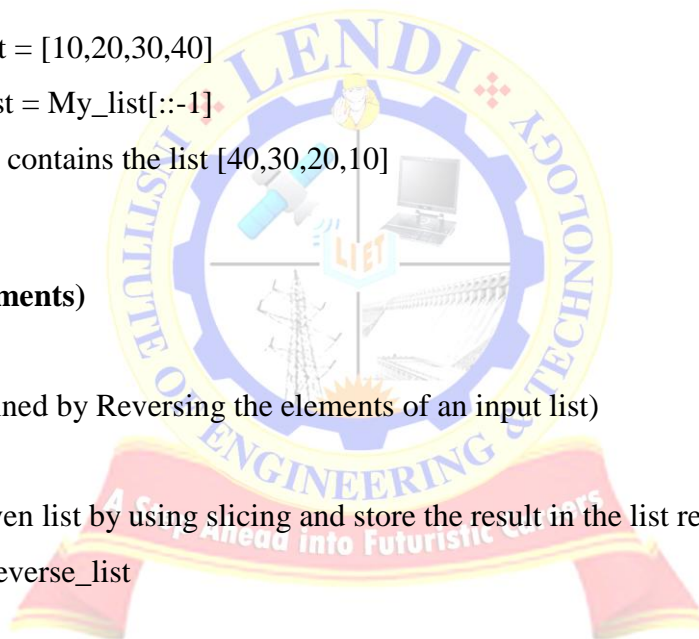 t = [10,20,30,40]
st = My_list[::-1]
contains the list [40,30,20,10]
LENDI
INSTITUTE OF ENGINEERING & TECHNOLOGY
LIET
ments)
ined by Reversing the elements of an input list)
A Step Ahead into Futuristic Carriers
ven list by using slicing and store the result in the list re
everse_list